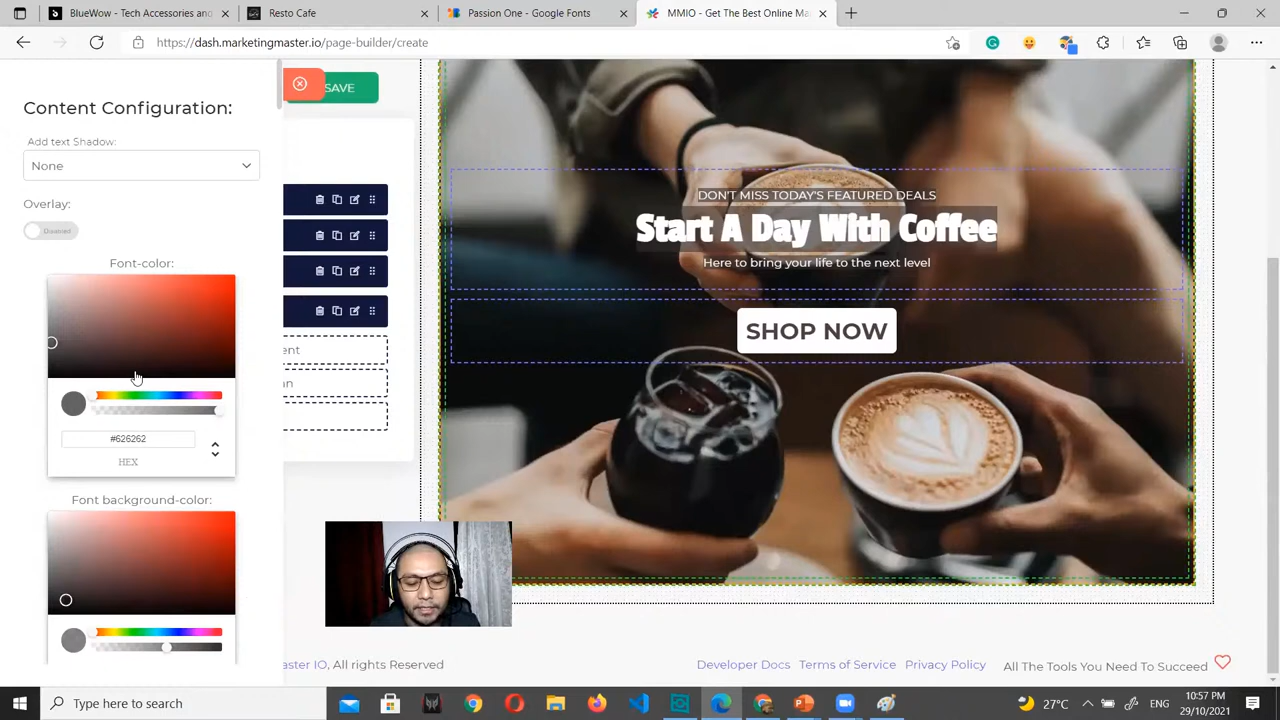 BlueWow - Tech Accessories and
Resto Cafe
Passion One - Google Fonts
MMIO - Get The Best Online Ma
https://dash.marketingmaster.io/page-builder/create
Content Configuration:
SAVE
Add text Shadow:
None
Overlay:
Disabled
Font-color:
#626262
HEX
Font background-color:
DON'T MISS TODAY'S FEATURED DEALS
Start A Day With Coffee
Here to bring your life to the next level
SHOP NOW
ent
an
aster IO, All rights Reserved
Developer Docs Terms of Service Privacy Policy All The Tools You Need To Succeed
Type here to search
27°C
ENG
10:57 PM
29/10/2021